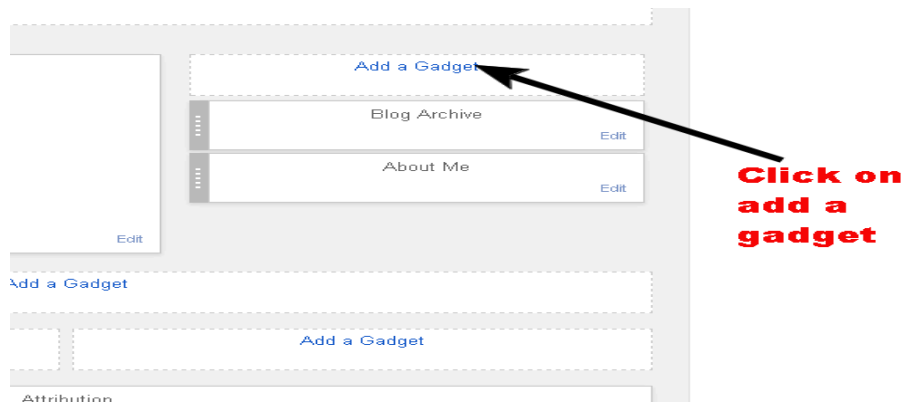 Add a Gadget
Blog Archive
Edit
About Me
Edit
Click on
add a
gadget
Edit
Add a Gadget
Add a Gadget
Attribution